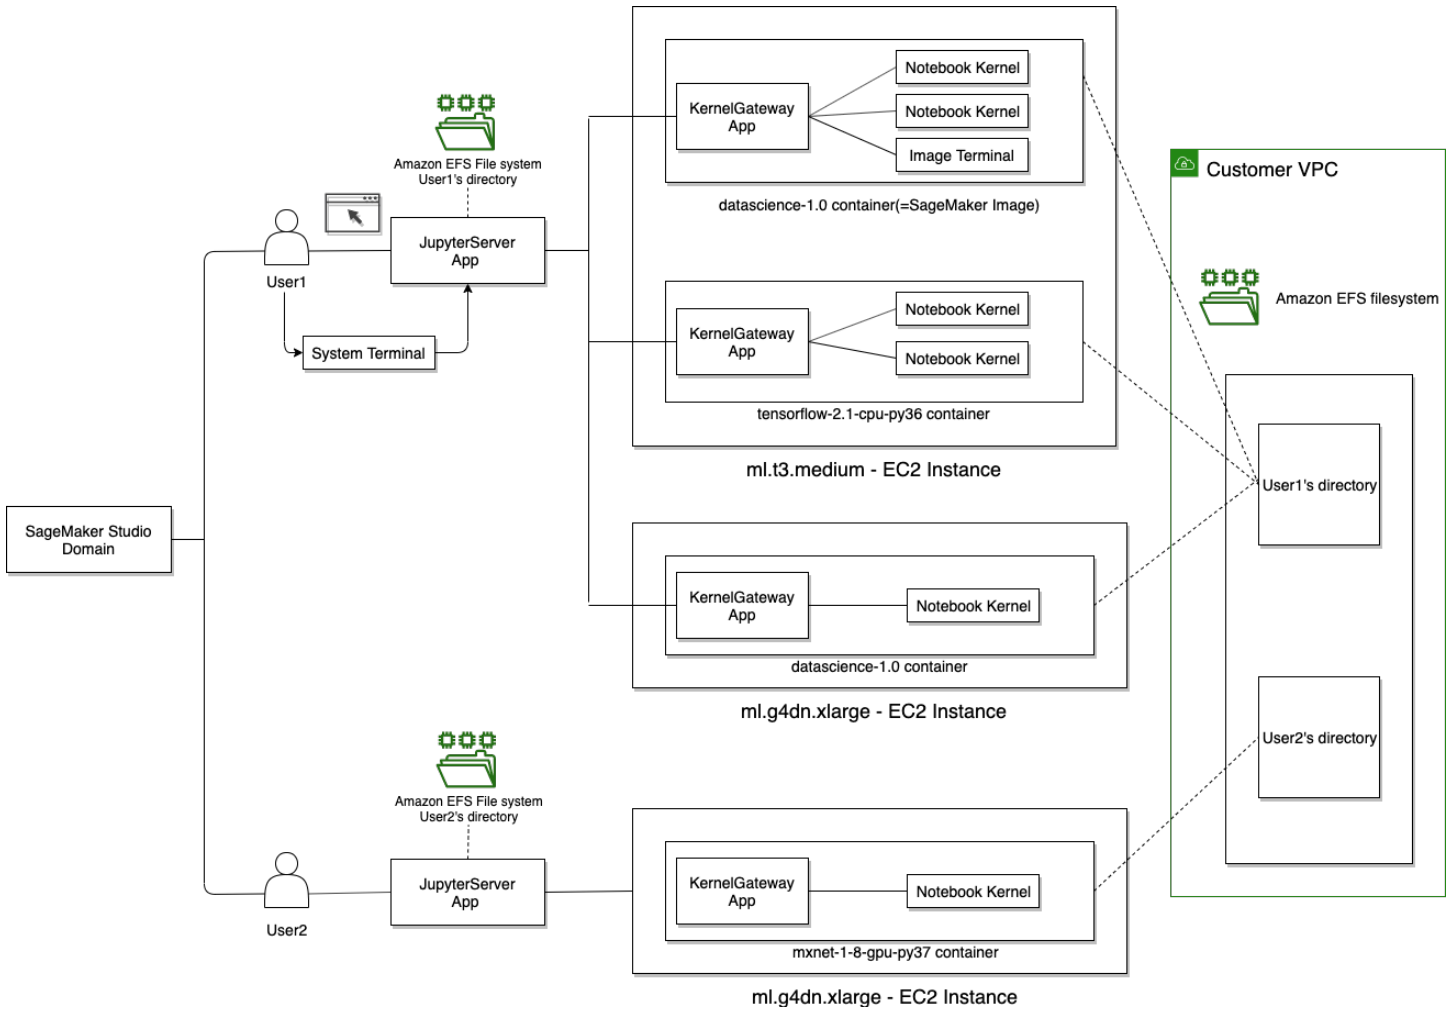 Notebook Kernel
KernelGateway
App
Notebook Kernel
Image Terminal
datascience-1.0 container(=SageMaker Image)
Amazon EFS File system
User1's directory
JupyterServer
App
User1
System Terminal
KernelGateway
App
Notebook Kernel
Notebook Kernel
tensorflow-2.1-cpu-py36 container
ml.t3.medium - EC2 Instance
Customer VPC
Amazon EFS filesystem
User1's directory
User2's directory
SageMaker Studio
Domain
KernelGateway
App
Notebook Kernel
datascience-1.0 container
ml.g4dn.xlarge - EC2 Instance
Amazon EFS File system
User2's directory
JupyterServer
App
User2
KernelGateway
App
Notebook Kernel
mxnet-1-8-gpu-py37 container
ml.g4dn.xlarge - EC2 Instance